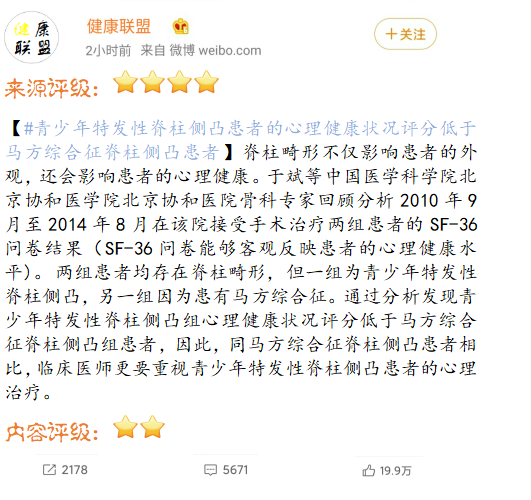 健康联盟
健康
联盟
2小时前 来自 微博 weibo.com
+关注
来源评级：
【#青少年特发性脊柱侧凸患者的心理健康状况评分低于
马方综合征脊柱侧凸患者】脊柱畸形不仅影响患者的外
观，还会影响患者的心理健康。于斌等中国医学科学院北
京协和医学院北京协和医院骨科专家回顾分析 2010 年 9
月至 2014 年 8 月在该院接受手术治疗两组患者的 SF-36
问卷结果（SF-36 问卷能够客观反映患者的心理健康水
平）。两组患者均存在脊柱畸形，但一组为青少年特发性
脊柱侧凸，另一组因为患有马方综合征。通过分析发现青
少年特发性脊柱侧凸组心理健康状况评分低于马方综合
征脊柱侧凸组患者，因此，同马方综合征脊柱侧凸患者相
比，临床医师更要重视青少年特发性脊柱侧凸患者的心理
治疗。
内容评级：
2178
5671
19.9万